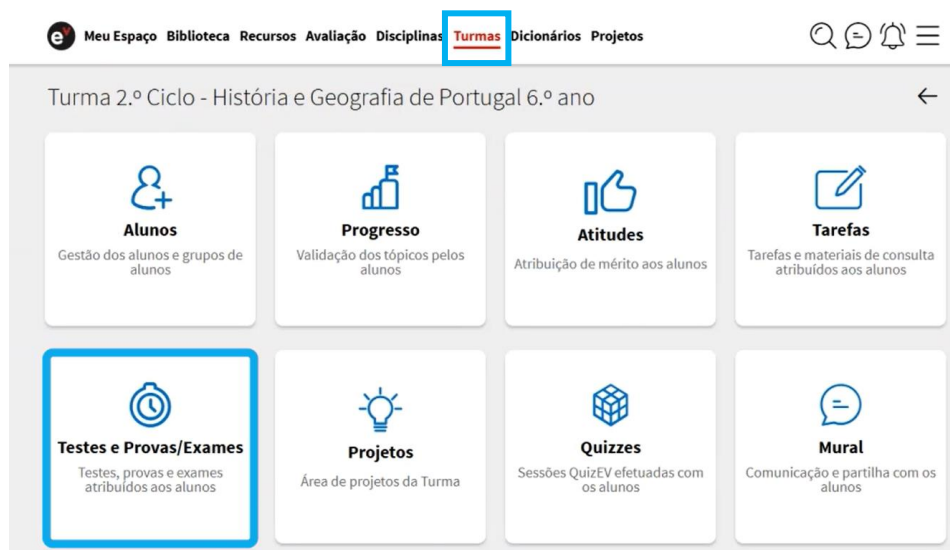 ev Meu Espaço Biblioteca Recursos Avaliação Disciplinas Turmas Dicionários Projetos
Turma 2.º Ciclo - História e Geografia de Portugal 6.º ano
Alunos
Gestão dos alunos e grupos de
alunos
Progresso
Validação dos tópicos pelos
alunos
Atitudes
Atribuição de mérito aos alunos
Tarefas
Tarefas e materiais de consulta
atribuídos aos alunos
Testes e Provas/Exames
Testes, provas e exames
atribuídos aos alunos
Projetos
Área de projetos da Turma
Quizzes
Sessões QuizEV efetuadas com
os alunos
Mural
Comunicação e partilha com os
alunos